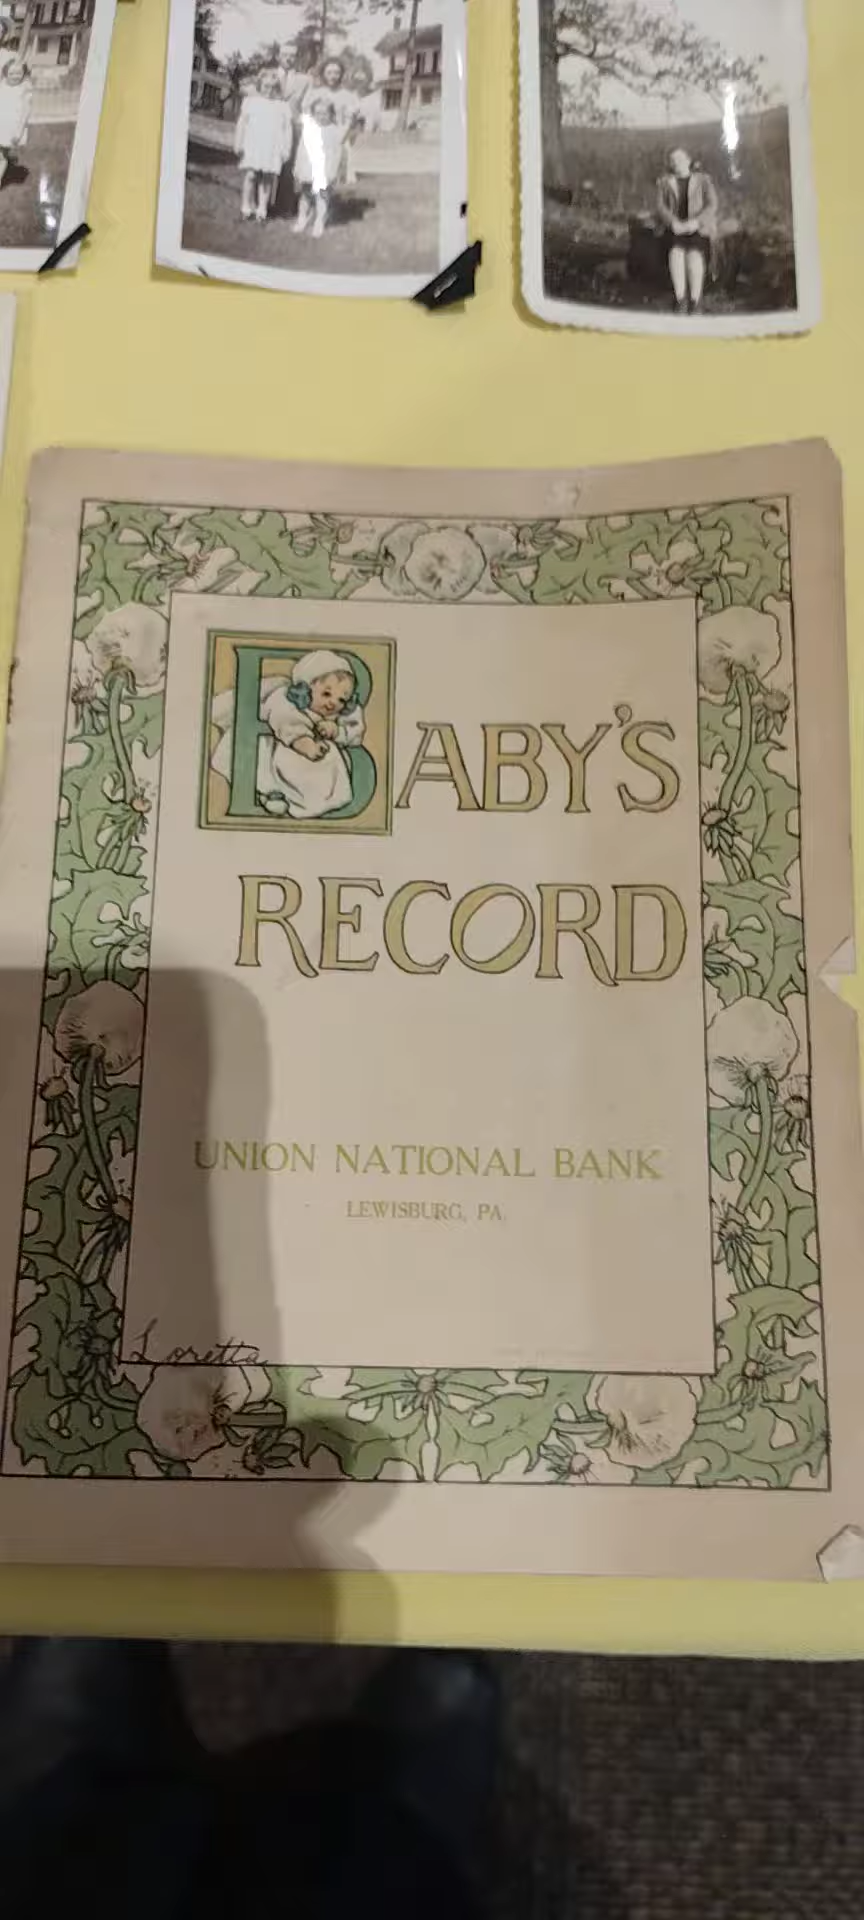 BABY'S
RECORD
UNION NATIONAL BANK
LEWISBURG, PA.
Loretta